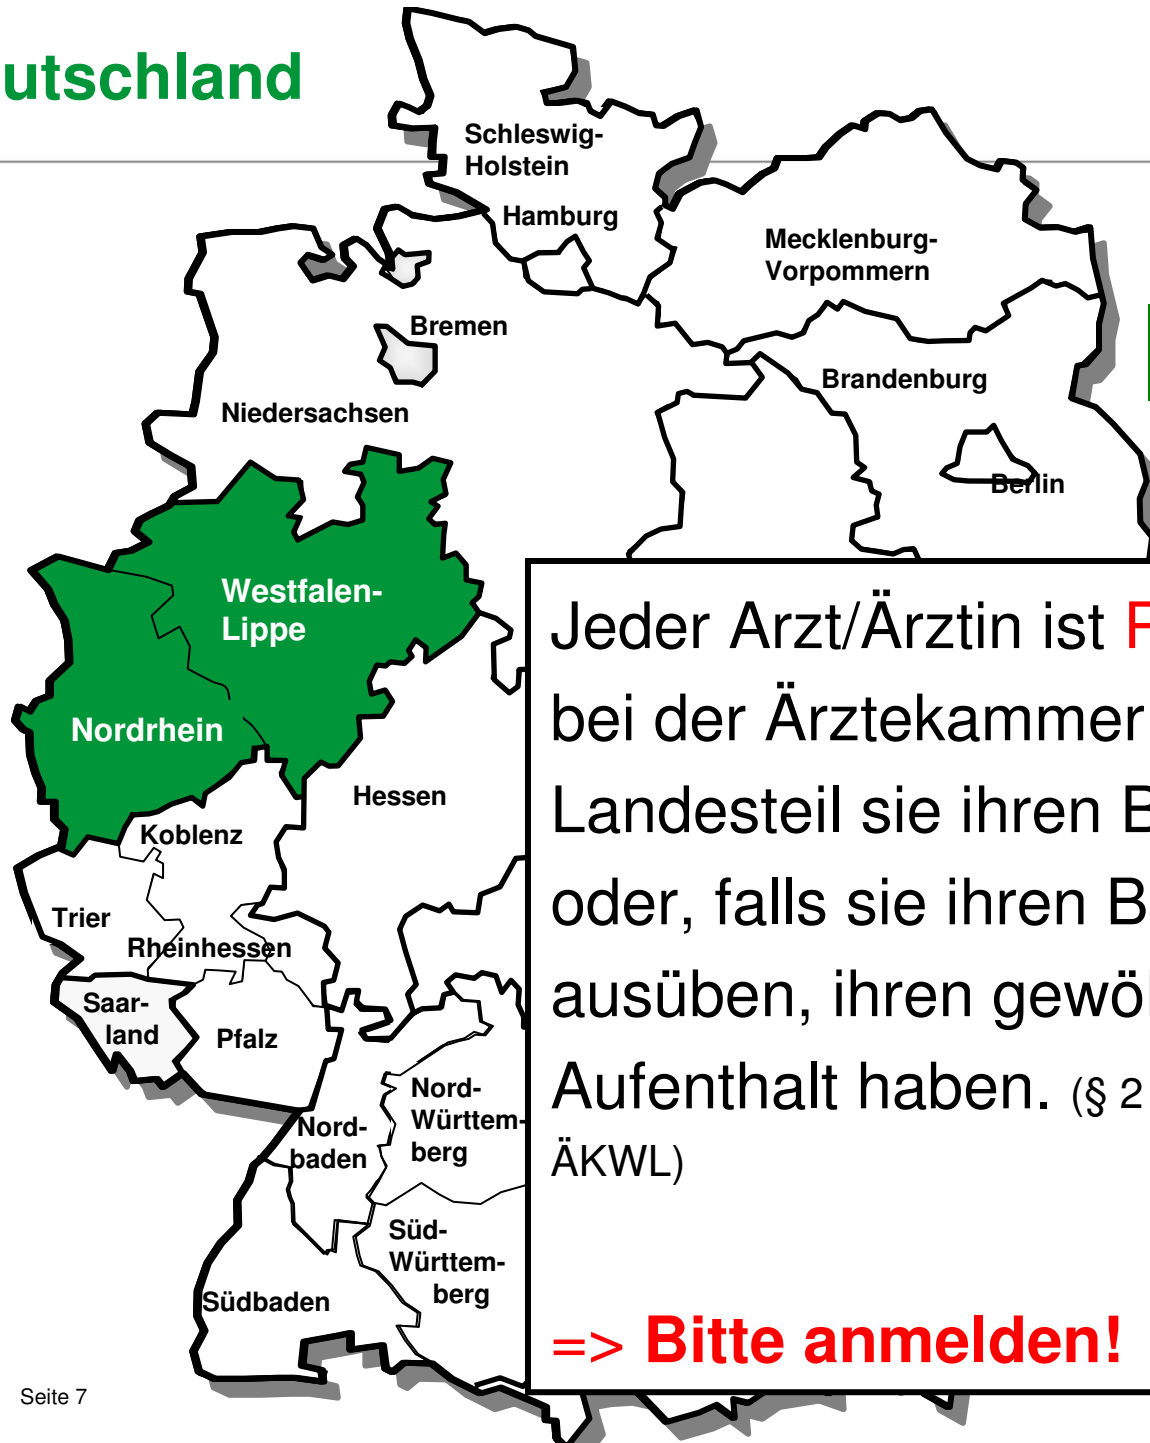 utschland
Schleswig-
Holstein
Hamburg
Mecklenburg-
Vorpommern
Bremen
Brandenburg
Niedersachsen
Berlin
Westfalen-
Lippe
Nordrhein
Hessen
Koblenz
Trier
Rheinhessen
Saar-
land
Pfalz
Nord-
Württem-
berg
Nord-
baden
Süd-
Württem-
berg
Südbaden
Jeder Arzt/Ärztin ist
bei der Ärztekammer
Landesteil sie ihren B
oder, falls sie ihren B
ausüben, ihren gewö
Aufenthalt haben. (§ 2
ÄKWL)
=> Bitte anmelden!
Seite 7